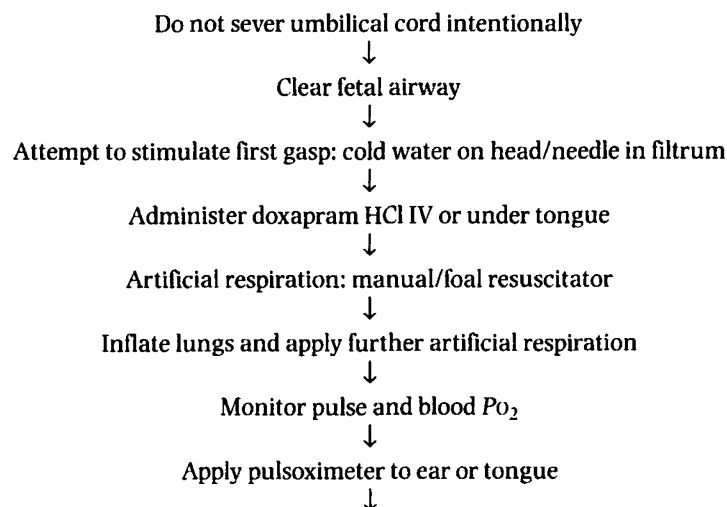 Do not sever umbilical cord intentionally
↓
Clear fetal airway
↓
Attempt to stimulate first gasp: cold water on head/needle in filtrum
↓
Administer doxapram HCl IV or under tongue
↓
Artificial respiration: manual/foal resuscitator
↓
Inflate lungs and apply further artificial respiration
↓
Monitor pulse and blood Po₂
↓
Apply pulsoximeter to ear or tongue
↓